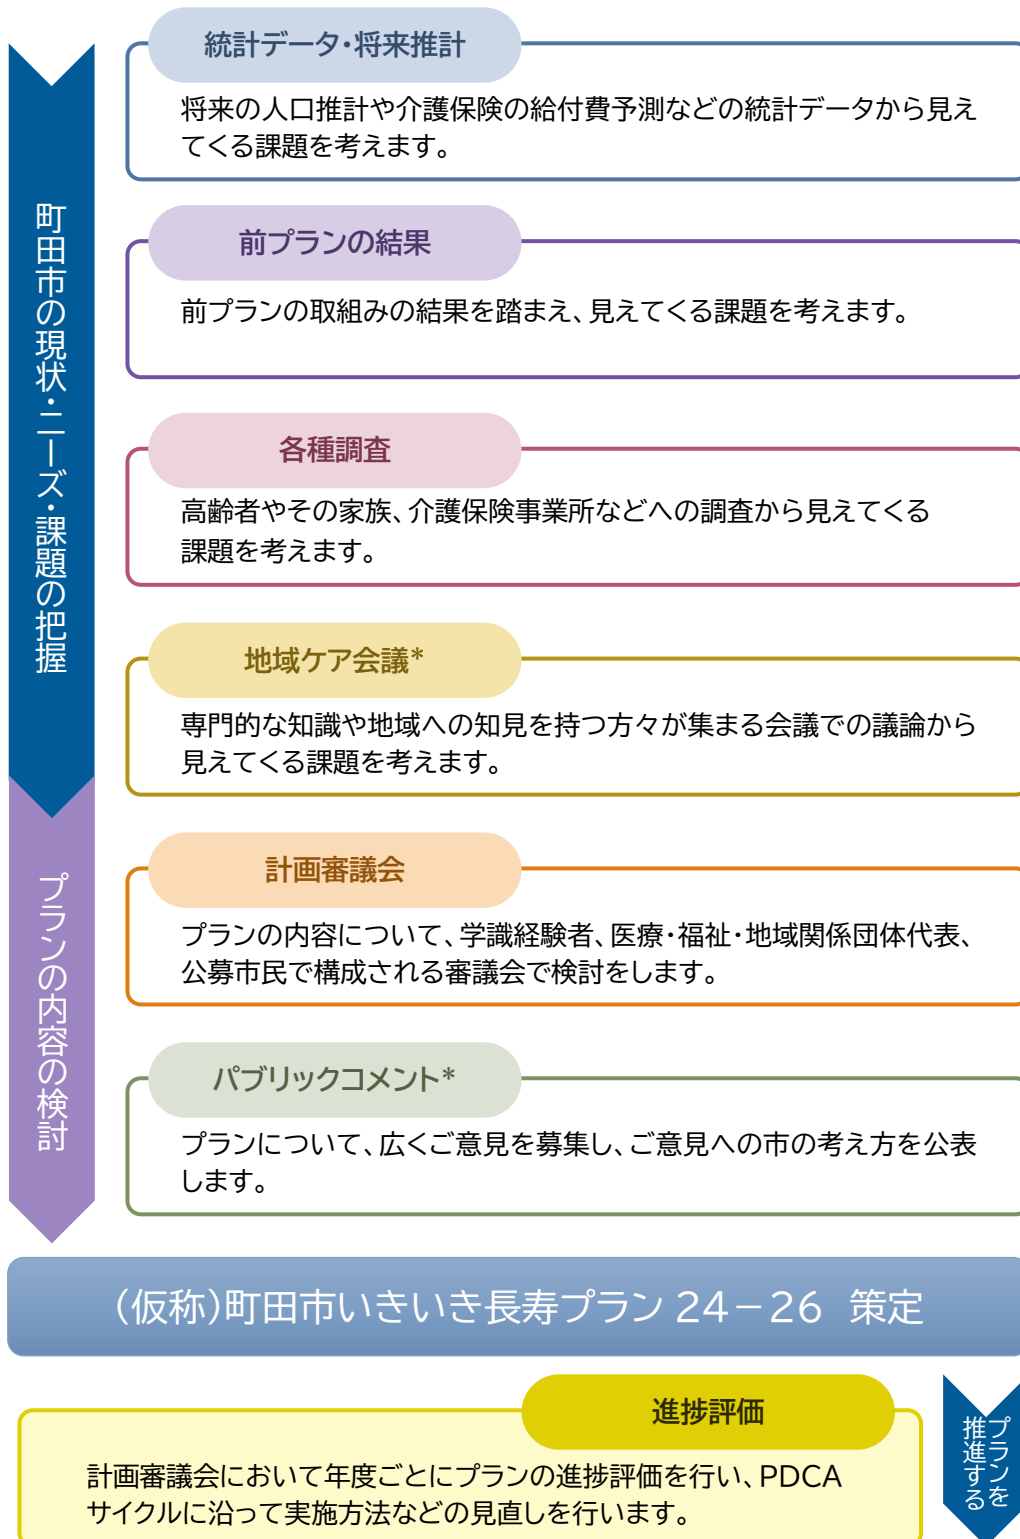 町田市の現状・ニーズ・課題の把握
統計データ・将来推計
将来の人口推計や介護保険の給付費予測などの統計データから見え
てくる課題を考えます。
前プランの結果
前プランの取組みの結果を踏まえ、見えてくる課題を考えます。
各種調査
高齢者やその家族、介護保険事業所などへの調査から見えてくる
課題を考えます。
地域ケア会議*
専門的な知識や地域への知見を持つ方々が集まる会議での議論から
見えてくる課題を考えます。
プランの内容の検討
計画審議会
プランの内容について、学識経験者、医療・福祉・地域関係団体代表、
公募市民で構成される審議会で検討をします。
パブリックコメント*
プランについて、広くご意見を募集し、ご意見への市の考え方を公表
します。
(仮称)町田市いきいき長寿プラン 24-26 策定
進捗評価
計画審議会において年度ごとにプランの進捗評価を行い、PDCA
サイクルに沿って実施方法などの見直しを行います。
プランを
推進する